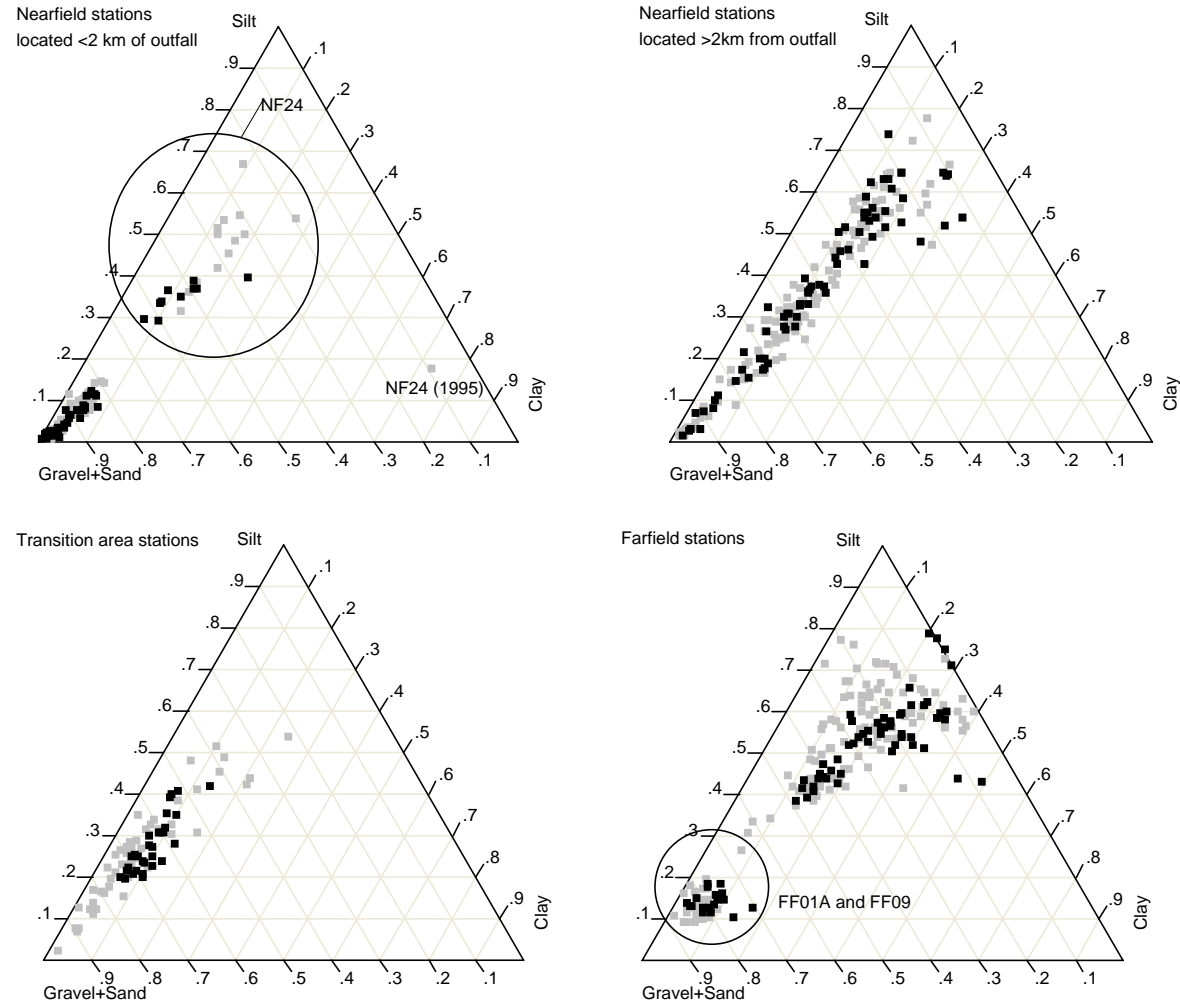 Nearfield stations
located <2 km of outfall
Silt
.9
.8
.7
.6
.5
.4
.3
.2
.1
.1
.2
.3
.4
.5
.6
.7
.8
.9
Clay
NF24
NF24 (1995)
.9 .8 .7 .6 .5 .4 .3 .2 .1
Gravel+Sand
Nearfield stations
located >2km from outfall
Silt
.9
.8
.7
.6
.5
.4
.3
.2
.1
.1
.2
.3
.4
.5
.6
.7
.8
.9
Clay
.9 .8 .7 .6 .5 .4 .3 .2 .1
Gravel+Sand
Transition area stations
Silt
.9
.8
.7
.6
.5
.4
.3
.2
.1
.1
.2
.3
.4
.5
.6
.7
.8
.9
Clay
.9 .8 .7 .6 .5 .4 .3 .2 .1
Gravel+Sand
Farfield stations
Silt
.9
.8
.7
.6
.5
.4
.3
.2
.1
.1
.2
.3
.4
.5
.6
.7
.8
.9
Clay
FF01A and FF09
.9 .8 .7 .6 .5 .4 .3 .2 .1
Gravel+Sand